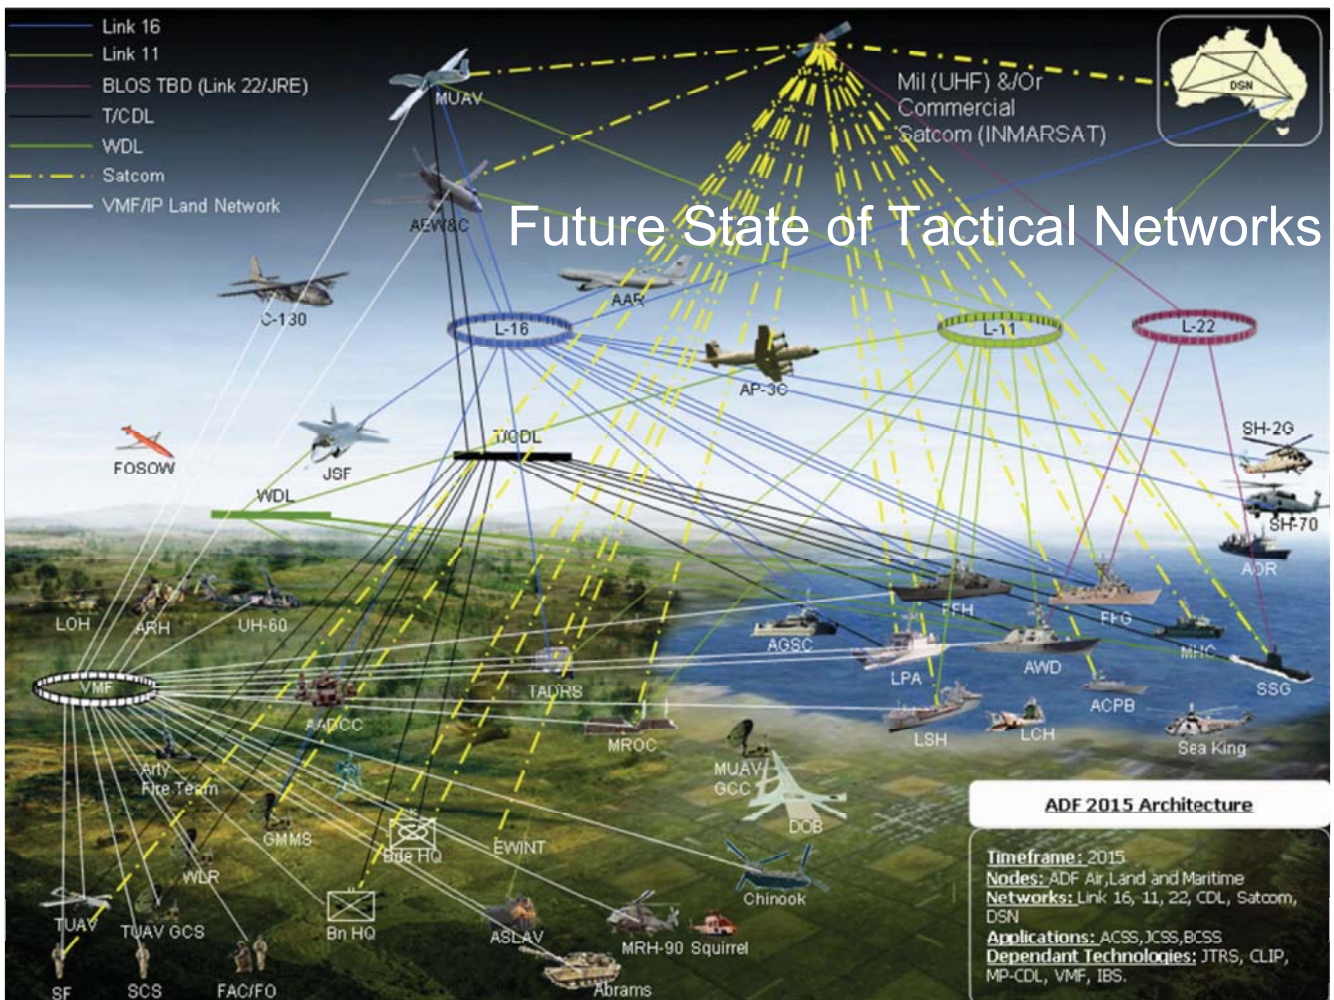 Link 16
Link 11
BLOS TBD (Link 22/JRE)
T/CDL
WDL
Satcom
VMF/IP Land Network
MUAV
Mil (UHF) &/Or
Commercial
Satcom (INMARSAT)
DSN
AEW&C
Future State of Tactical Networks
C-130
AAR
L-16
L-11
L-22
AP-3C
FOSOW
JSF
T/CDL
SH-2G
WDL
SH-70
AOR
LOH
ARH
UH-60
FFH
FFG
AGSC
AWD
MHC
LPA
SSG
VMF
TADRS
ACPB
AADCC
MROC
LSH
LCH
Sea King
Arty
Fire Team
MUAV
GCC
GMMS
Bde HQ
EWINT
DOB
WLR
Chinook
TUAV
TUAV GCS
Bn HQ
ASLAV
MRH-90
Squirrel
SF
SCS
FAC/FO
Abrams
ADF 2015 Architecture
Timeframe: 2015
Nodes: ADF Air,Land and Maritime
Networks: Link 16, 11, 22, CDL, Satcom,
DSN
Applications: ACSS,JCSS,BCSS
Dependant Technologies: JTRS, CLIP,
MP-CDL, VMF, IBS.